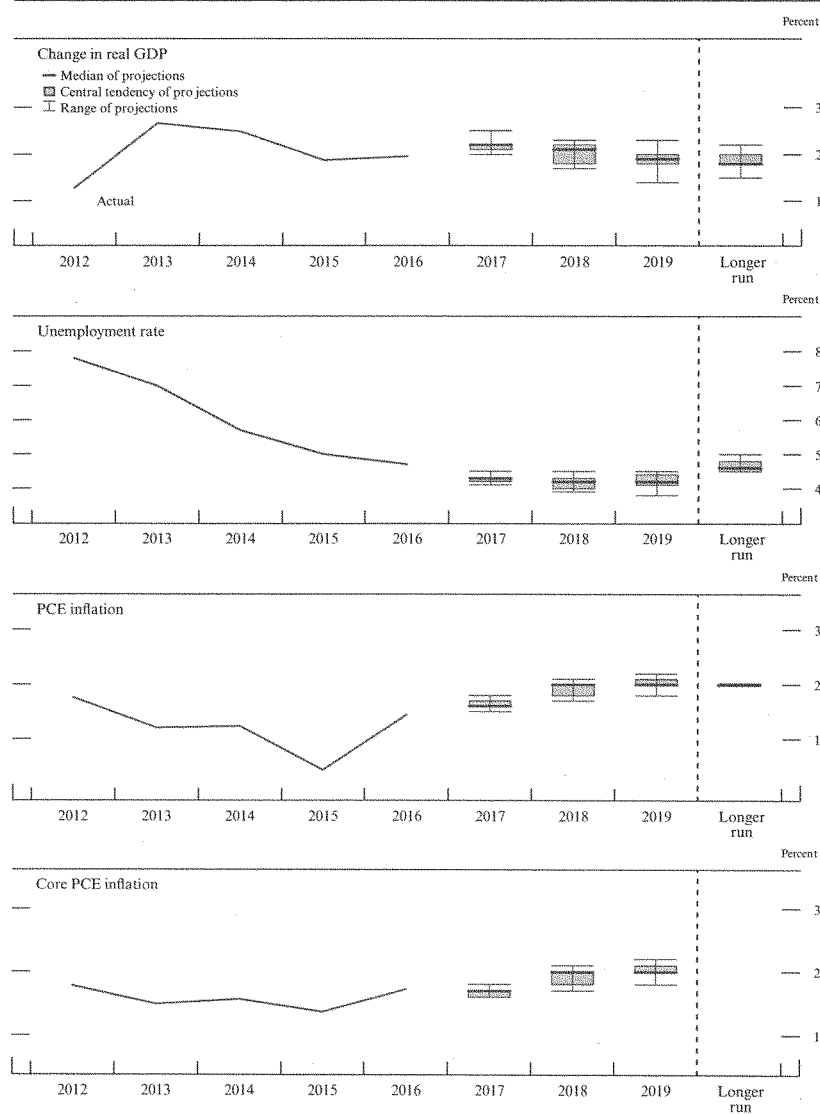 Percent
Change in real GDP
Median of projections
Central tendency of projections
Range of projections
3
2
Actual
1
2012 2013 2014 2015 2016 2017 2018 2019 Longer run
Percent
Unemployment rate
8
7
6
5
4
2012 2013 2014 2015 2016 2017 2018 2019 Longer run
Percent
PCE inflation
3
2
1
2012 2013 2014 2015 2016 2017 2018 2019 Longer run
Percent
Core PCE inflation
3
2
1
2012 2013 2014 2015 2016 2017 2018 2019 Longer run